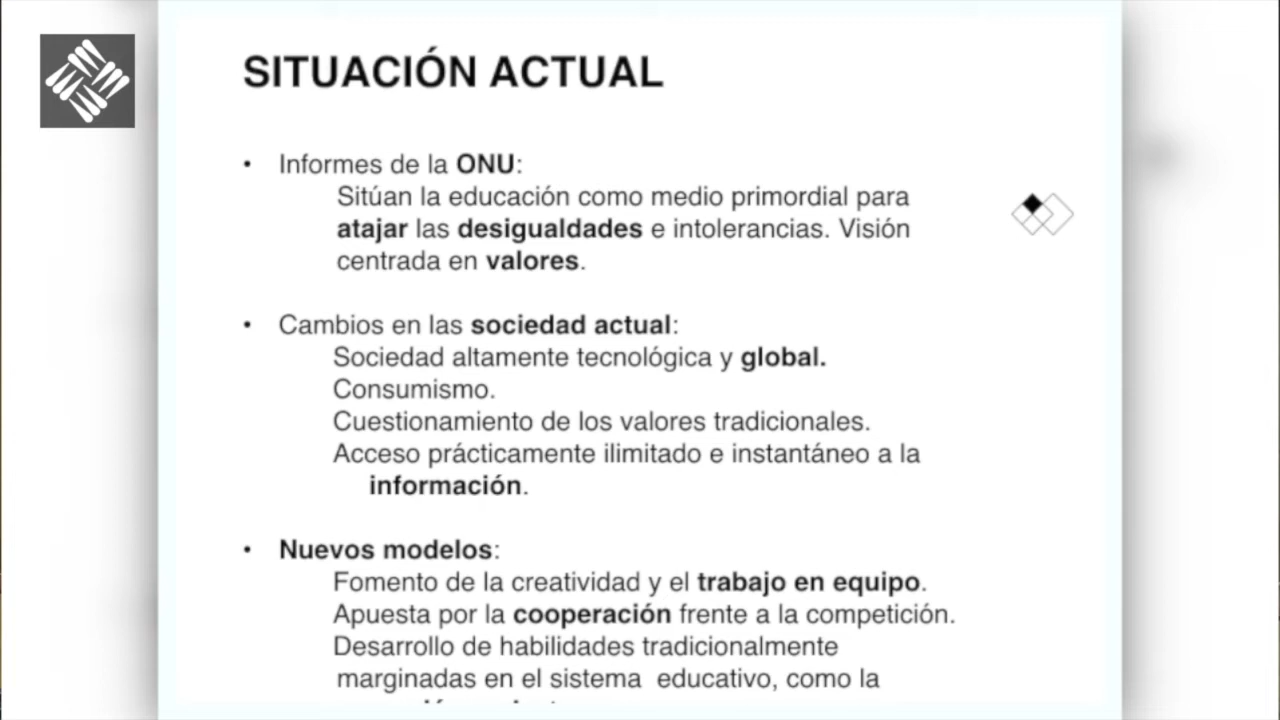 SITUACIÓN ACTUAL
• Informes de la ONU:
Sitúan la educación como medio primordial para
atajar las desigualdades e intolerancias. Visión
centrada en valores.
• Cambios en las sociedad actual:
Sociedad altamente tecnológica y global.
Consumismo.
Cuestionamiento de los valores tradicionales.
Acceso prácticamente ilimitado e instantáneo a la
información.
• Nuevos modelos:
Fomento de la creatividad y el trabajo en equipo.
Apuesta por la cooperación frente a la competición.
Desarrollo de habilidades tradicionalmente
marginadas en el sistema educativo, como la